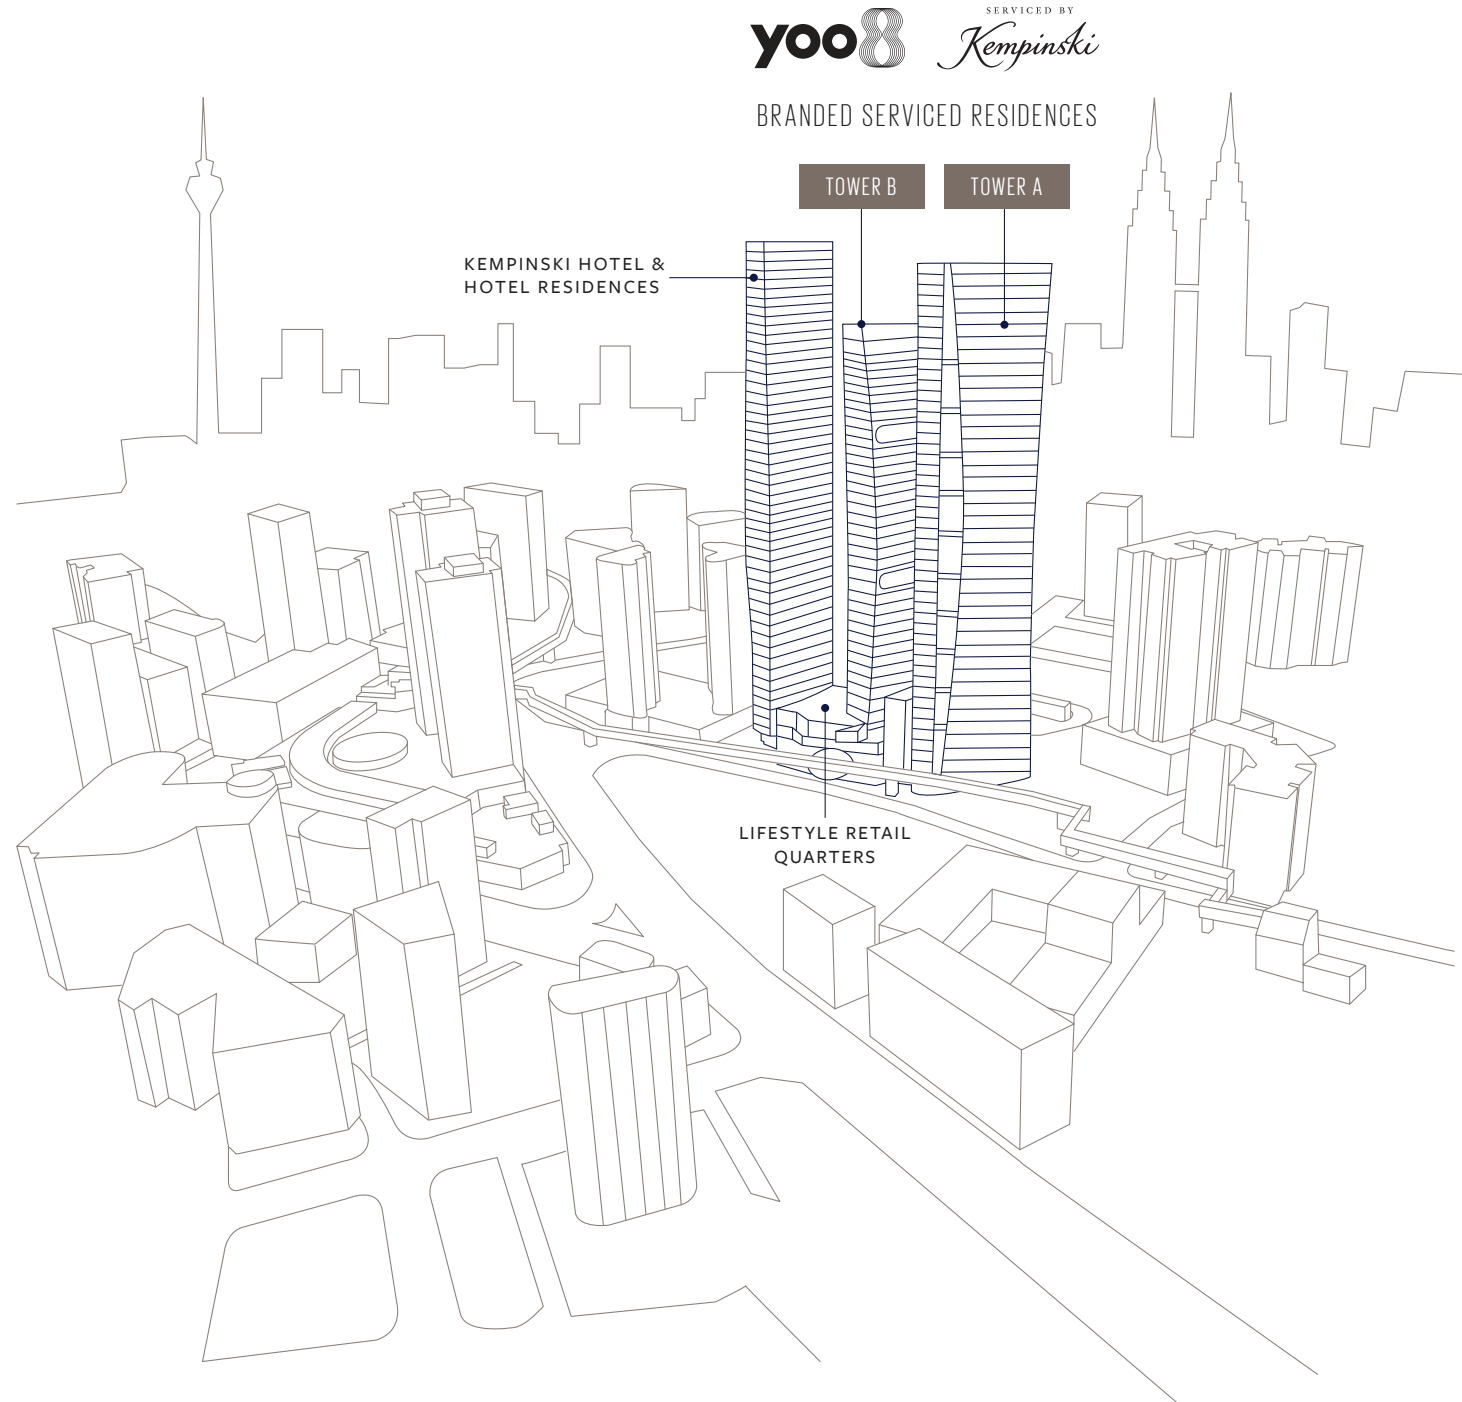 SERVICED BY
yoo8 Kempinski
BRANDED SERVICED RESIDENCES
TOWER B TOWER A
KEMPINSKI HOTEL &
HOTEL RESIDENCES
LIFESTYLE RETAIL
QUARTERS